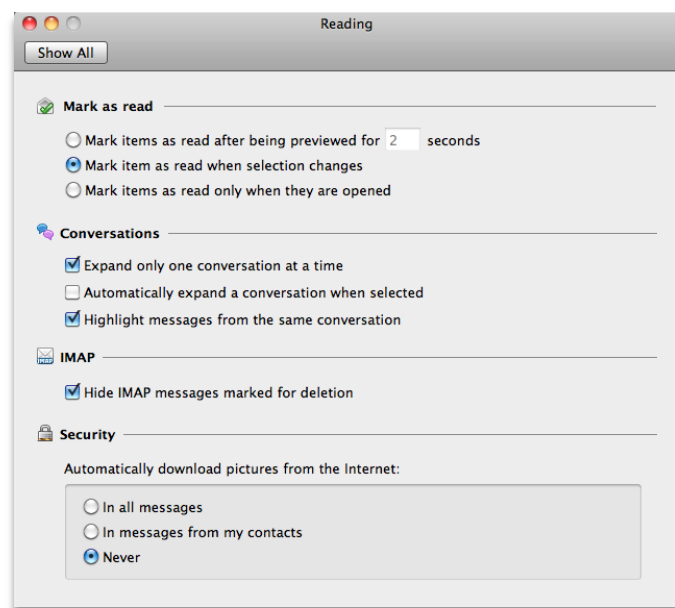 Reading
Show All
Mark as read
Mark items as read after being previewed for 2 seconds
Mark item as read when selection changes
Mark items as read only when they are opened
Conversations
Expand only one conversation at a time
Automatically expand a conversation when selected
Highlight messages from the same conversation
IMAP
Hide IMAP messages marked for deletion
Security
Automatically download pictures from the Internet:
In all messages
In messages from my contacts
Never